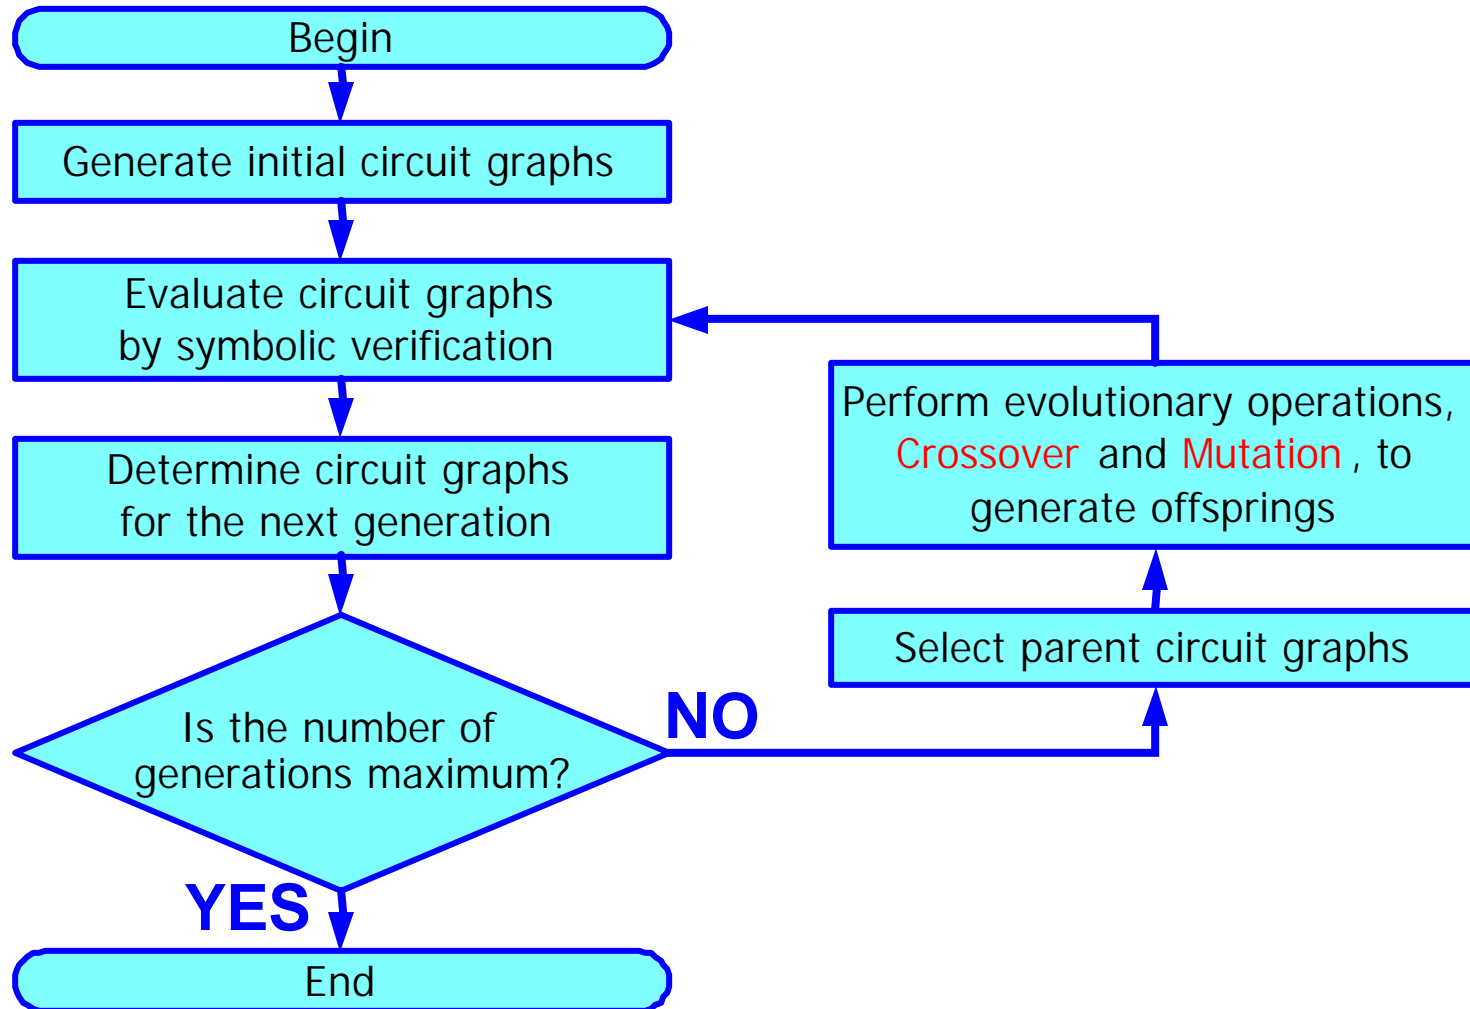 Begin
Generate initial circuit graphs
Evaluate circuit graphs
by symbolic verification
Determine circuit graphs
for the next generation
Is the number of
generations maximum?
NO
YES
End
Perform evolutionary operations,
Crossover and Mutation , to
generate offsprings
Select parent circuit graphs